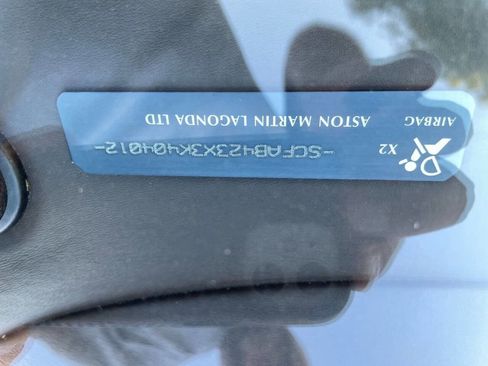 AIRBAG ASTON MARTIN LAGONDA LTD
X2 -SCFAB423X3K404012-